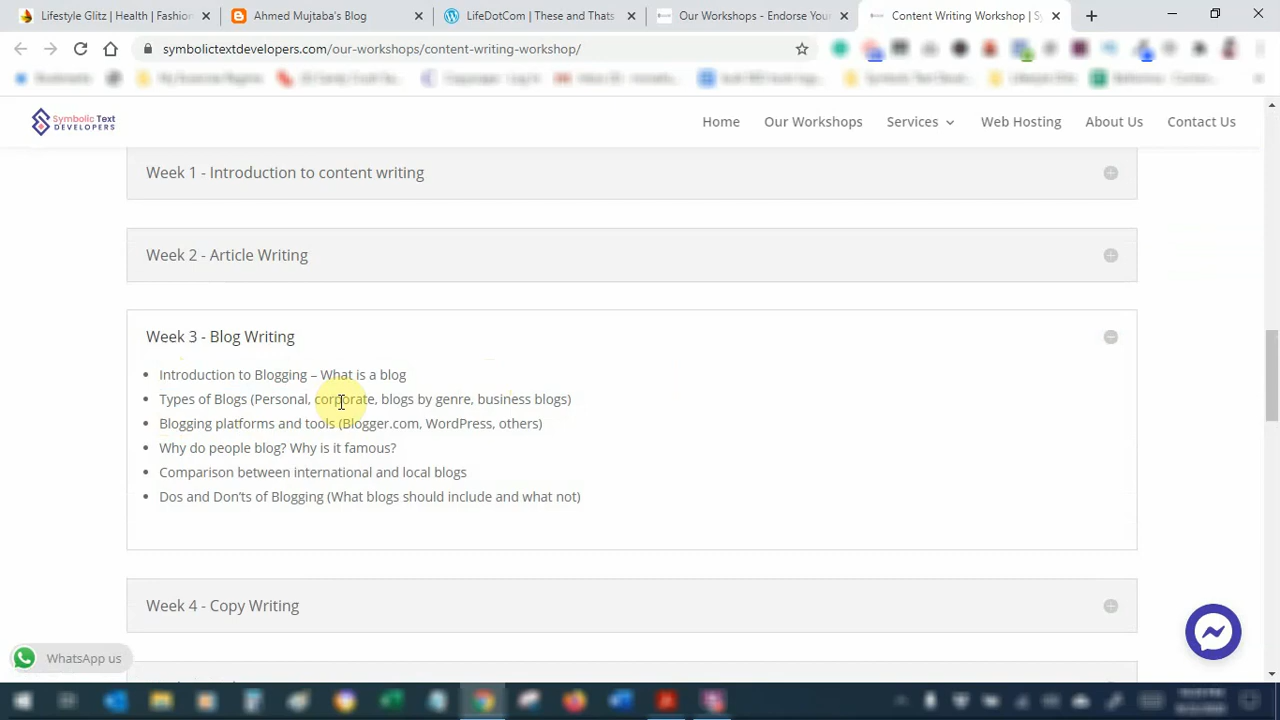 Lifestyle Glitz | Health | Fashion
Ahmed Mujtaba's Blog
LifeDotCom | These and Thats
Our Workshops - Endorse Your
Content Writing Workshop | Sy
symbolictextdevelopers.com/our-workshops/content-writing-workshop/
Symbolic Text
DEVELOPERS
Home
Our Workshops
Services
Web Hosting
About Us
Contact Us
Week 1 - Introduction to content writing
Week 2 - Article Writing
Week 3 - Blog Writing
• Introduction to Blogging – What is a blog
• Types of Blogs (Personal, corporate, blogs by genre, business blogs)
• Blogging platforms and tools (Blogger.com, WordPress, others)
• Why do people blog? Why is it famous?
• Comparison between international and local blogs
• Dos and Don'ts of Blogging (What blogs should include and what not)
Week 4 - Copy Writing
WhatsApp us